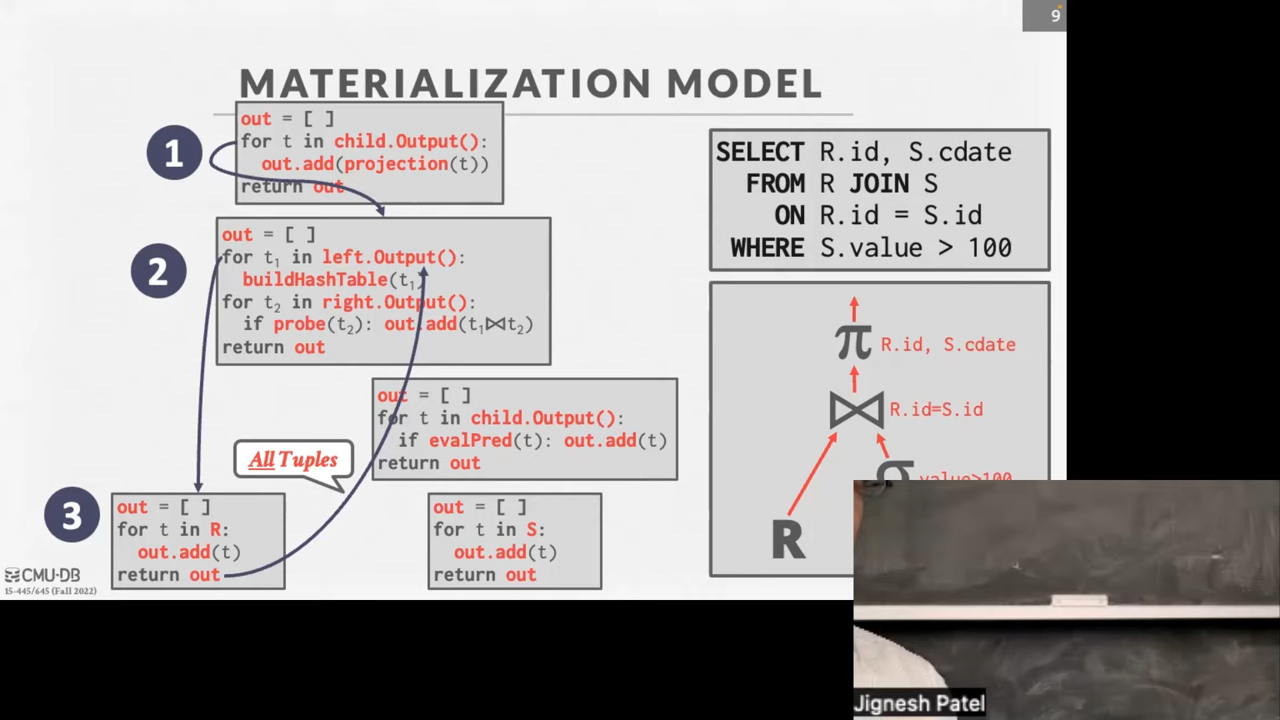 9
MATERIALIZATION MODEL
1
out = [ ]
for t in child.Output():
out.add(projection(t))
return out
2
out = [ ]
for t₁ in left.Output():
buildHashTable(t₁)
for t₂ in right.Output():
if probe(t₂): out.add(t₁⨝t₂)
return out
out = [ ]
for t in child.Output():
if evalPred(t): out.add(t)
return out
All Tuples
3
out = [ ]
for t in R:
out.add(t)
return out
out = [ ]
for t in S:
out.add(t)
return out
SELECT R.id, S.cdate
FROM R JOIN S
ON R.id = S.id
WHERE S.value > 100
π R.id, S.cdate
⨝ R.id=S.id
σ value>100
R
CMU·DB
15-445/645 (Fall 2022)
Jignesh Patel